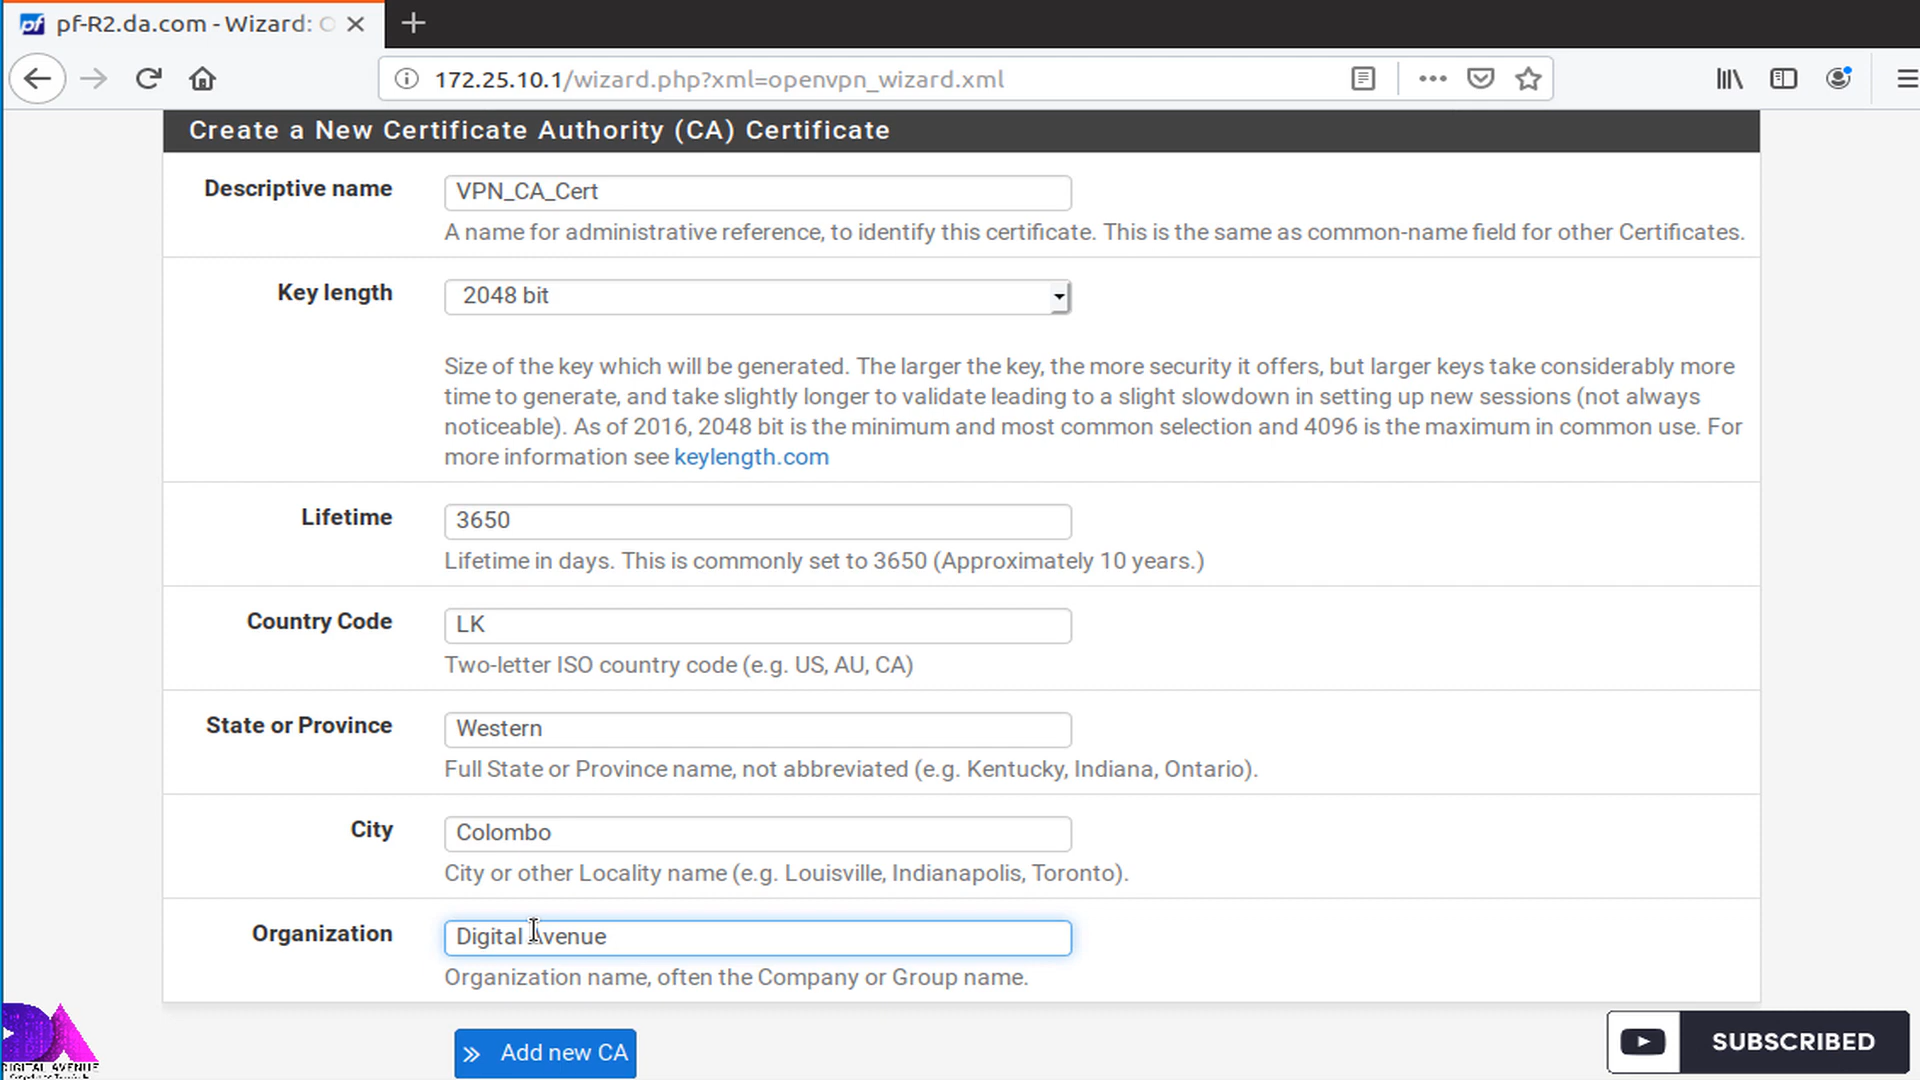 pf-R2.da.com - Wizard:
172.25.10.1/wizard.php?xml=openvpn_wizard.xml
Create a New Certificate Authority (CA) Certificate
Descriptive name
VPN_CA_Cert
A name for administrative reference, to identify this certificate. This is the same as common-name field for other Certificates.
Key length
2048 bit
Size of the key which will be generated. The larger the key, the more security it offers, but larger keys take considerably more
time to generate, and take slightly longer to validate leading to a slight slowdown in setting up new sessions (not always
noticeable). As of 2016, 2048 bit is the minimum and most common selection and 4096 is the maximum in common use. For
more information see keylength.com
Lifetime
3650
Lifetime in days. This is commonly set to 3650 (Approximately 10 years.)
Country Code
LK
Two-letter ISO country code (e.g. US, AU, CA)
State or Province
Western
Full State or Province name, not abbreviated (e.g. Kentucky, Indiana, Ontario).
City
Colombo
City or other Locality name (e.g. Louisville, Indianapolis, Toronto).
Organization
Digital Avenue
Organization name, often the Company or Group name.
Add new CA
SUBSCRIBED
DIGITAL AVENUE